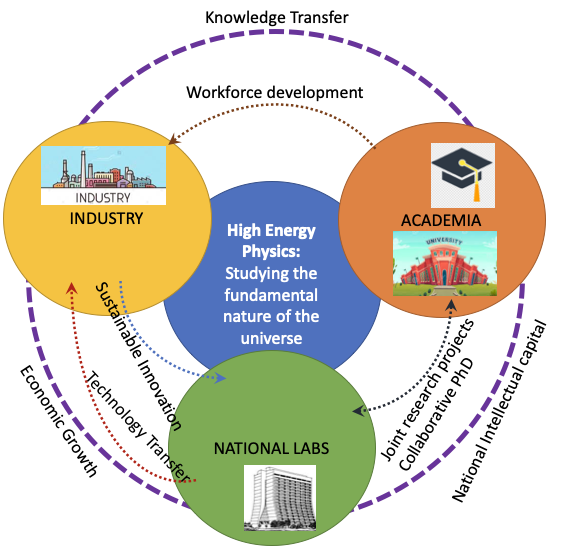 Knowledge Transfer
Workforce development
INDUSTRY
INDUSTRY
ACADEMIA
UNIVERSITY
High Energy
Physics:
Studying the
fundamental
nature of the
universe
Sustainable Innovation
Technology Transfer
Economic Growth
Joint research projects
Collaborative PhD
National Intellectual capital
NATIONAL LABS